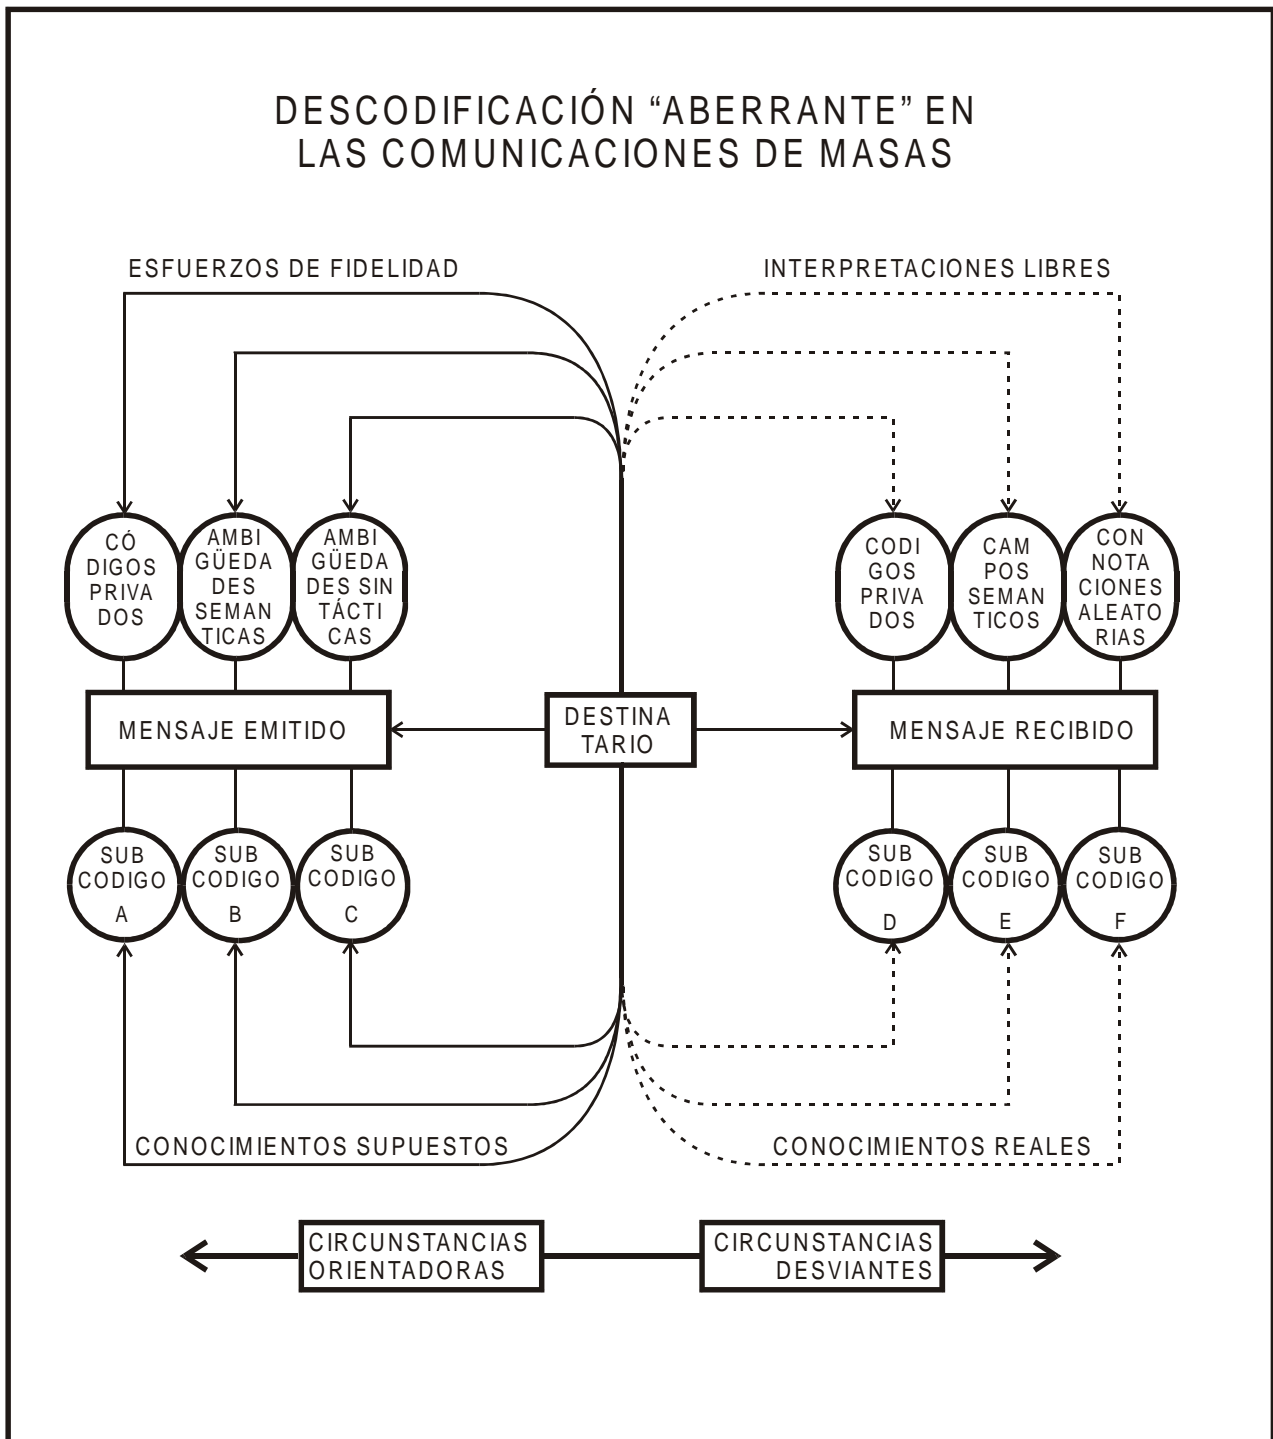 DESCODIFICACIÓN “ABERRANTE” EN
LAS COMUNICACIONES DE MASAS
ESFUERZOS DE FIDELIDAD
INTERPRETACIONES LIBRES
CÓ
DIGOS
PRIVA
DOS
AMBI
GÜEDA
DES
SEMAN
TICAS
AMBI
GÜEDA
DES SIN
TÁCTI
CAS
CODI
GOS
PRIVA
DOS
CAM
POS
SEMAN
TICOS
CON
NOTA
CIONES
ALEATO
RIAS
MENSAJE EMITIDO
DESTINA
TARIO
MENSAJE RECIBIDO
SUB
CODIGO
A
SUB
CODIGO
B
SUB
CODIGO
C
SUB
CODIGO
D
SUB
CODIGO
E
SUB
CODIGO
F
CONOCIMIENTOS SUPUESTOS
CONOCIMIENTOS REALES
CIRCUNSTANCIAS
ORIENTADORAS
CIRCUNSTANCIAS
DESVIANTES